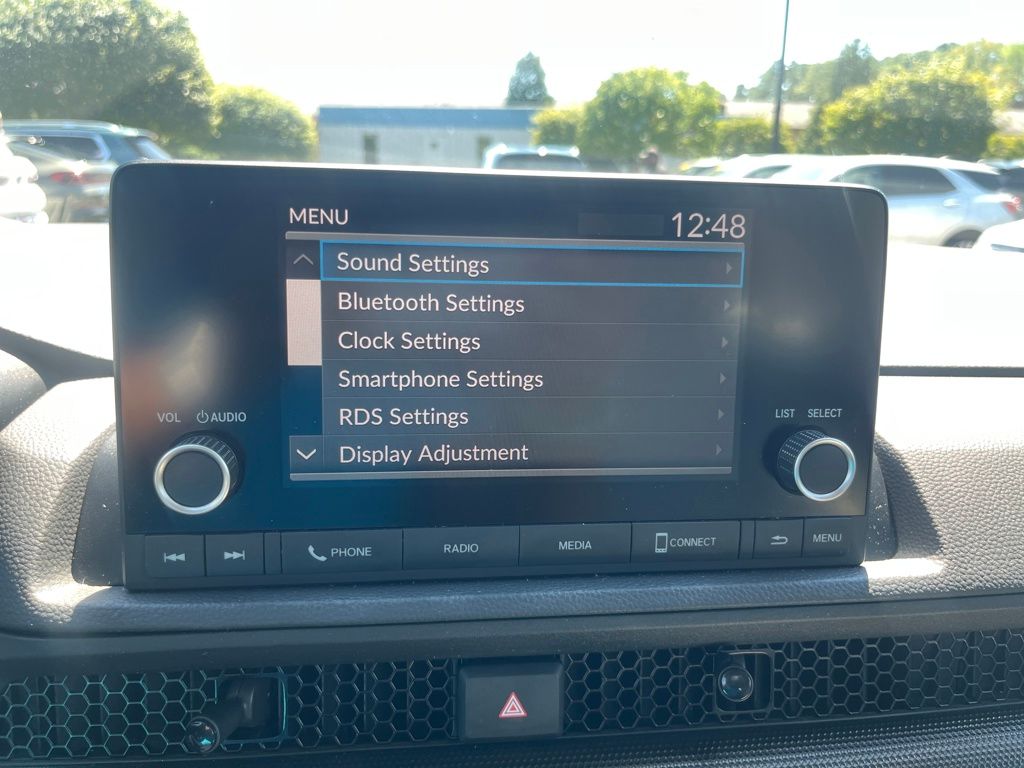 MENU 12:48
Sound Settings
Bluetooth Settings
Clock Settings
Smartphone Settings
RDS Settings
Display Adjustment
VOL AUDIO
LIST SELECT
PHONE RADIO MEDIA CONNECT MENU